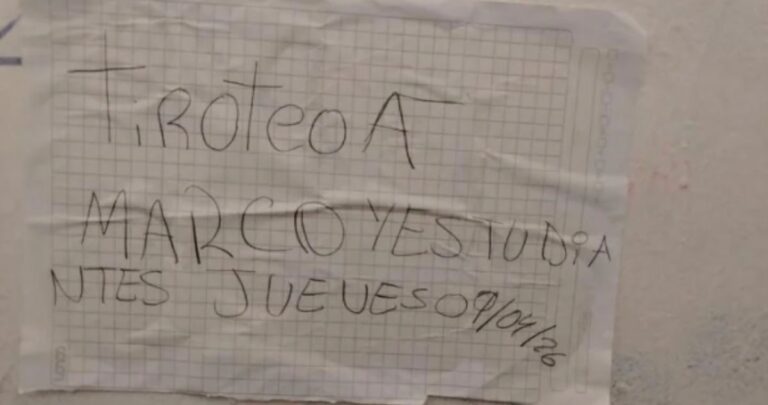 TiROTeO A
MARCO Y ESTUDiA
NTES JUEVES 09/04/26